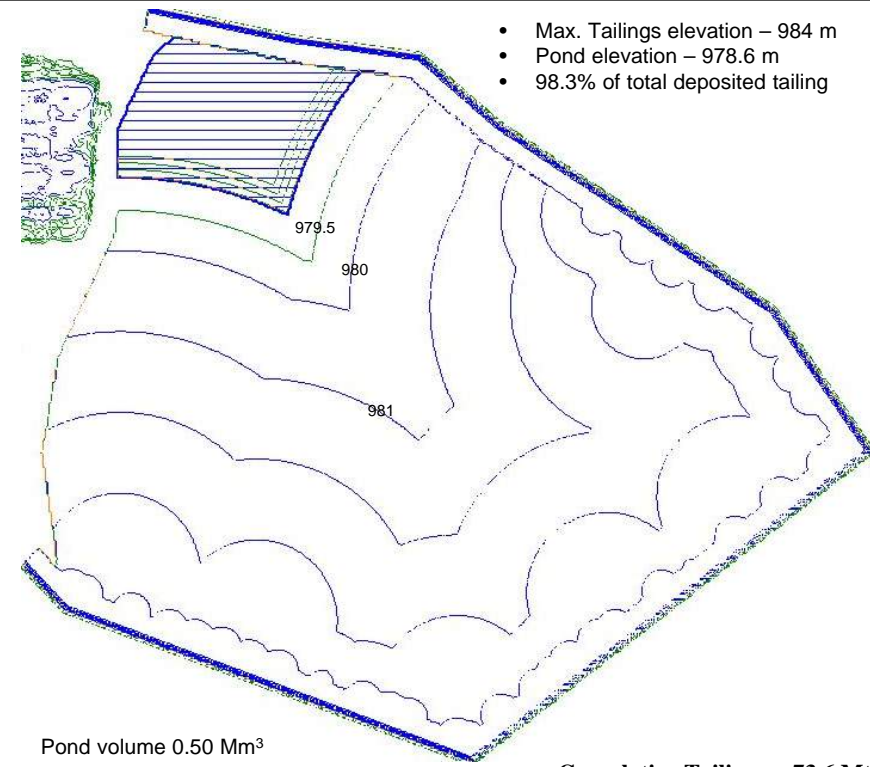 • Max. Tailings elevation – 984 m
• Pond elevation – 978.6 m
• 98.3% of total deposited tailing
979.5
980
981
Pond volume 0.50 Mm³